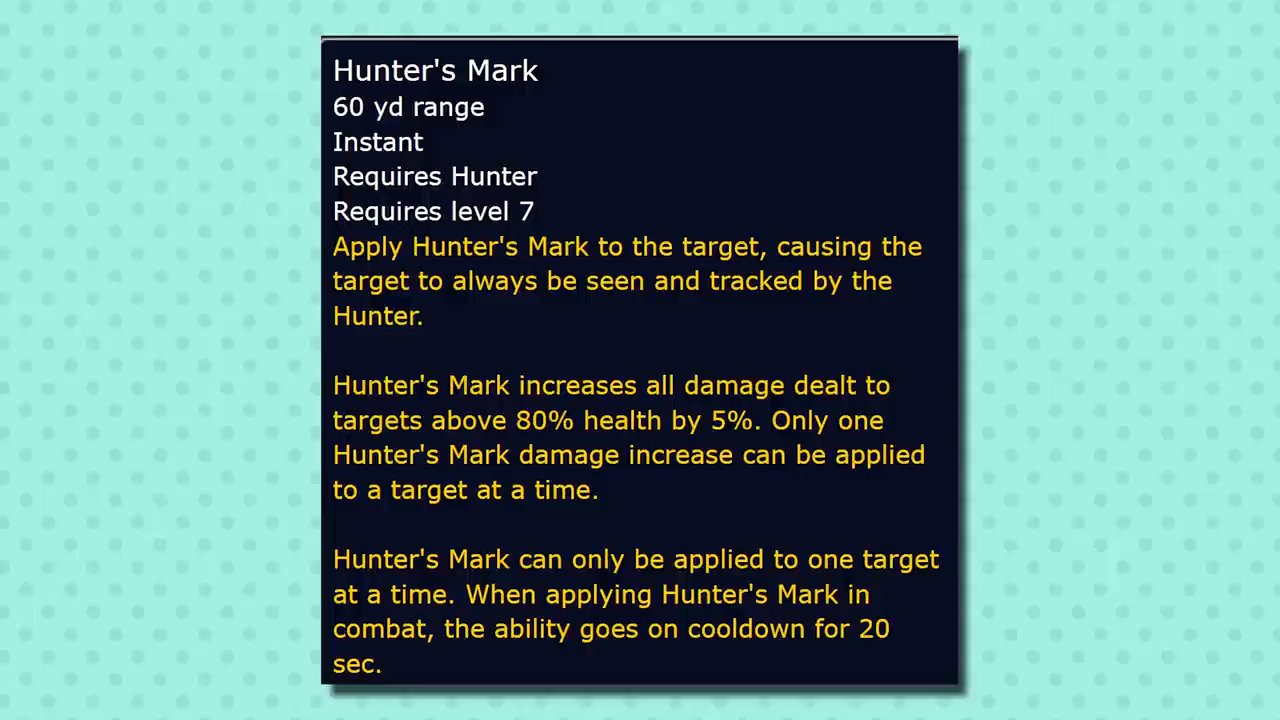 Hunter's Mark
60 yd range
Instant
Requires Hunter
Requires level 7
Apply Hunter's Mark to the target, causing the
target to always be seen and tracked by the
Hunter.
Hunter's Mark increases all damage dealt to
targets above 80% health by 5%. Only one
Hunter's Mark damage increase can be applied
to a target at a time.
Hunter's Mark can only be applied to one target
at a time. When applying Hunter's Mark in
combat, the ability goes on cooldown for 20
sec.